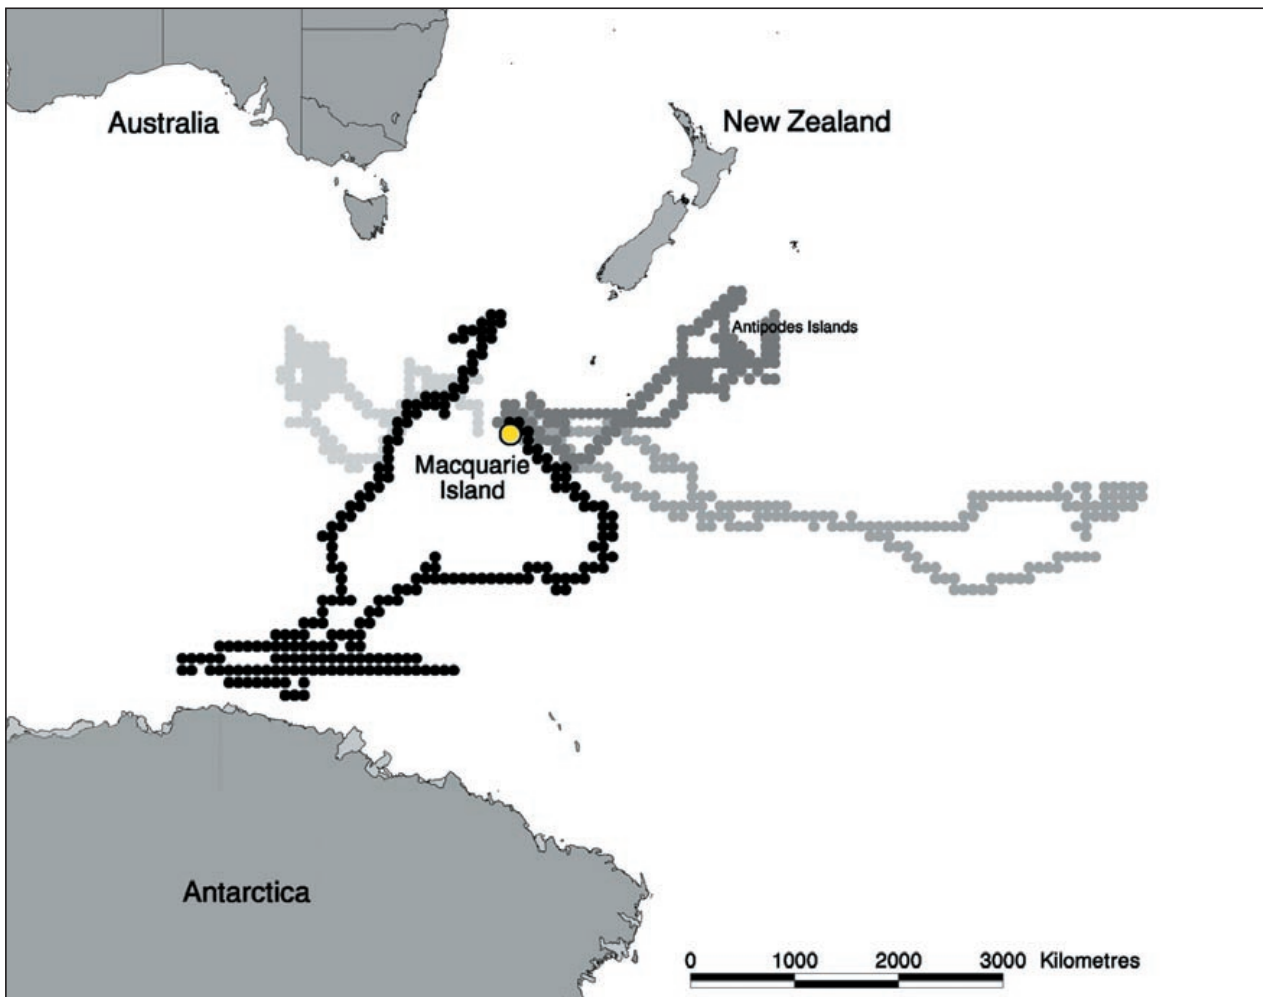 Australia
New Zealand
Antipodes Islands
Macquarie
Island
Antarctica
0 1000 2000 3000 Kilometres